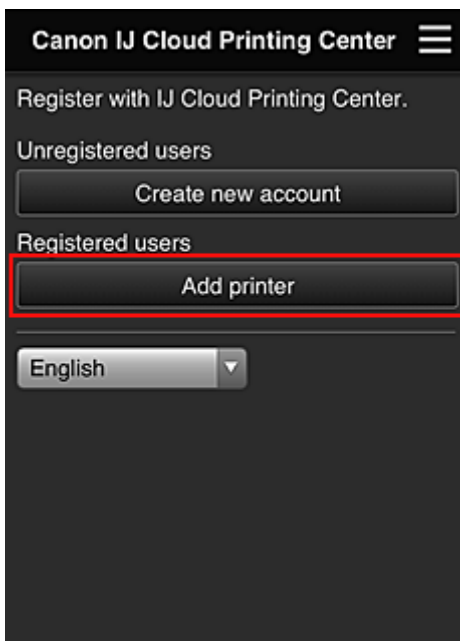 Canon IJ Cloud Printing Center
Register with IJ Cloud Printing Center.
Unregistered users
Create new account
Registered users
Add printer
English